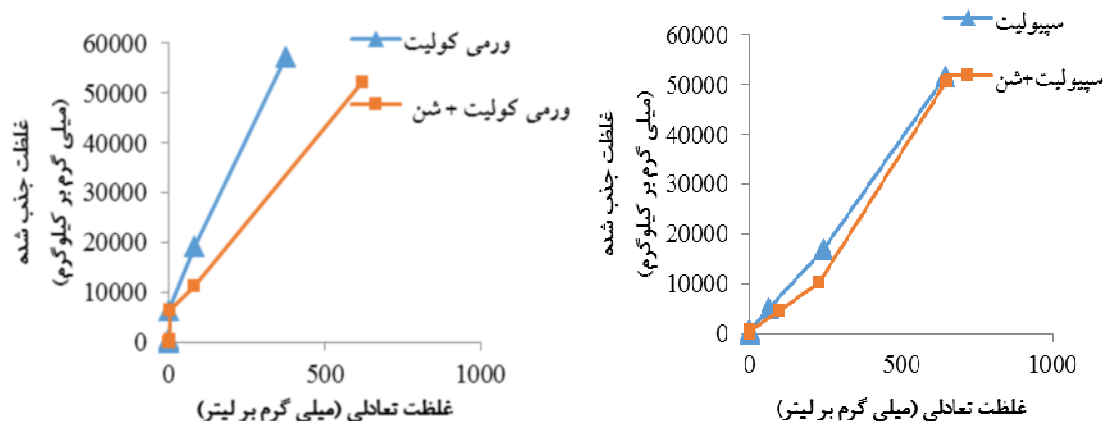 60000
50000
40000
30000
20000
10000
0
0
500
1000
ورمی کولیت
ورمی کولیت + شن
غلظت جذب شده
(میلی گرم بر کیلوگرم)
غلظت تعادلی (میلی گرم بر لیتر)
60000
50000
40000
30000
20000
10000
0
0
500
1000
سپیولیت
سپیولیت+شن
غلظت جذب شده
(میلی گرم بر کیلوگرم)
غلظت تعادلی (میلی گرم بر لیتر)